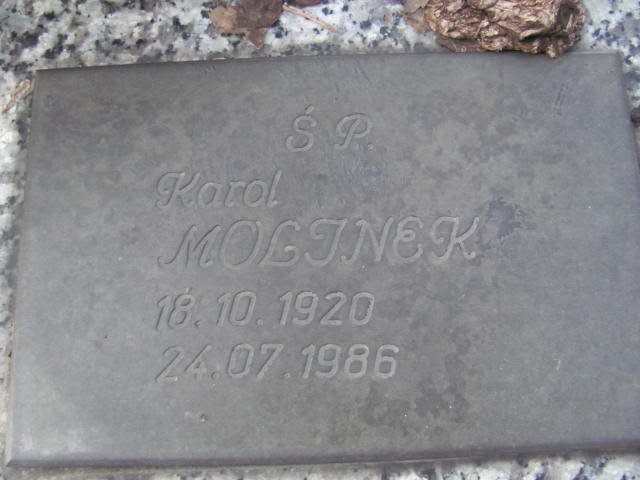 Ś P.
Karol
MOLINEK
18.10.1920
24.07.1986